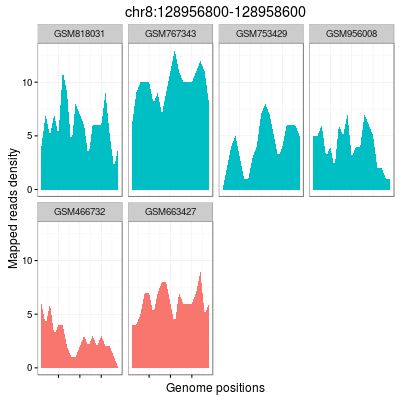 chr8:128956800-128958600
GSM818031 GSM767343 GSM753429 GSM956008
10
5
0
GSM466732 GSM663427
10
5
0
Mapped reads density
Genome positions